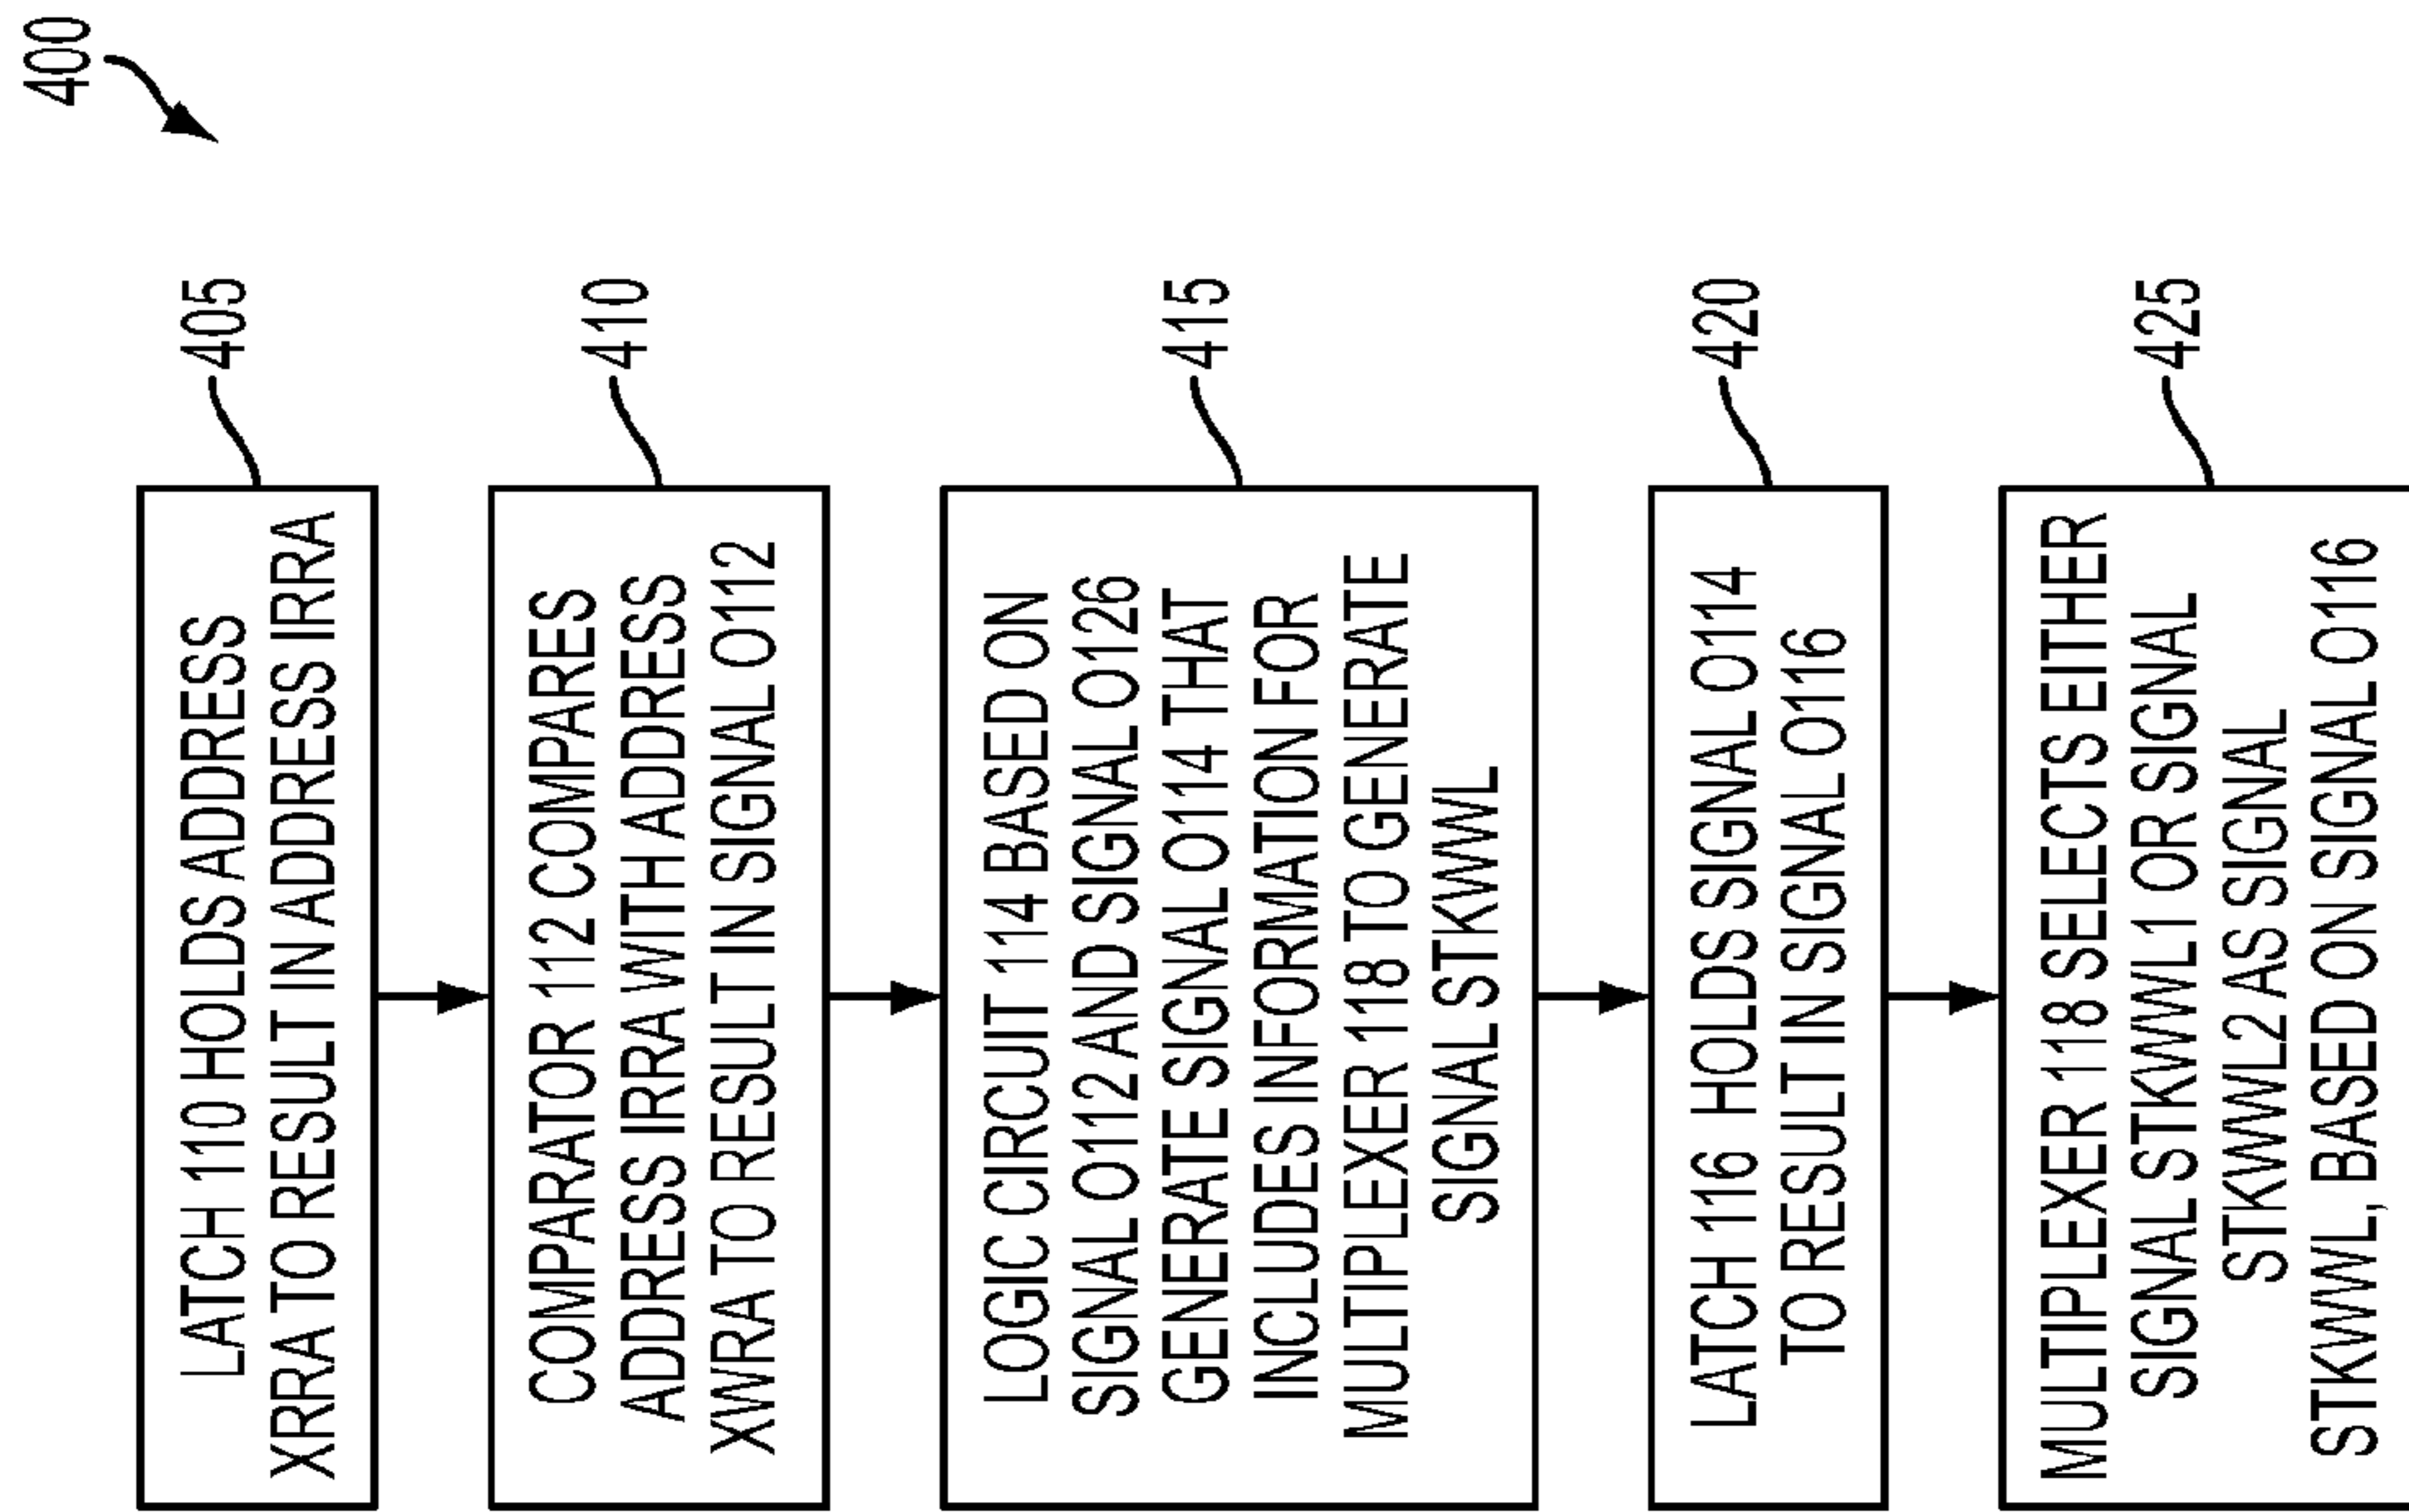 400
405
LATCH 110 HOLDS ADDRESS
XRRA TO RESULT IN ADDRESS IRRA
410
COMPARATOR 112 COMPARES
ADDRESS IRRA WITH ADDRESS
XWRA TO RESULT IN SIGNAL O112
415
LOGIC CIRCUIT 114 BASED ON
SIGNAL O112 AND SIGNAL O126
GENERATE SIGNAL O114 THAT
INCLUDES INFORMATION FOR
MULTIPLEXER 118 TO GENERATE
SIGNAL STKWWL
420
LATCH 116 HOLDS SIGNAL O114
TO RESULT IN SIGNAL O116
425
MULTIPLEXER 118 SELECTS EITHER
SIGNAL STKWWL1 OR SIGNAL
STKWWL2 AS SIGNAL
STKWWL, BASED ON SIGNAL O116